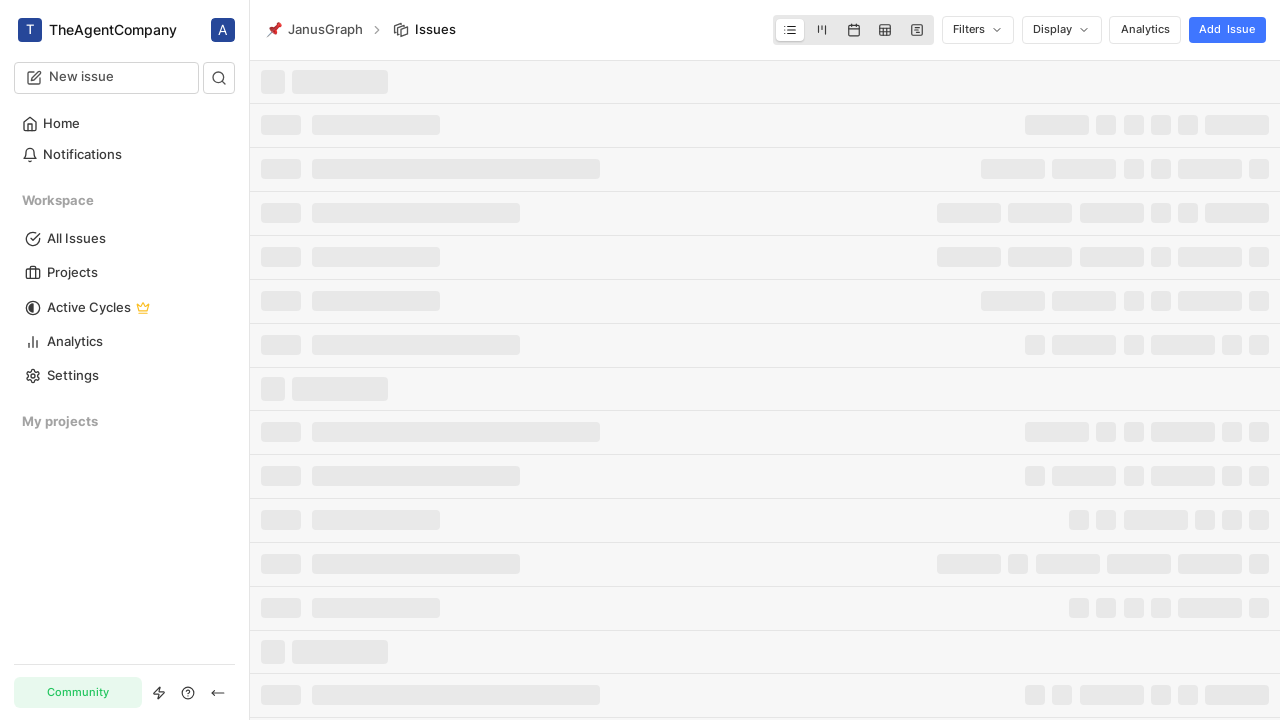 T TheAgentCompany A
New issue
Home
Notifications
Workspace
All Issues
Projects
Active Cycles
Analytics
Settings
My projects
Community
JanusGraph Issues
Filters Display Analytics Add Issue